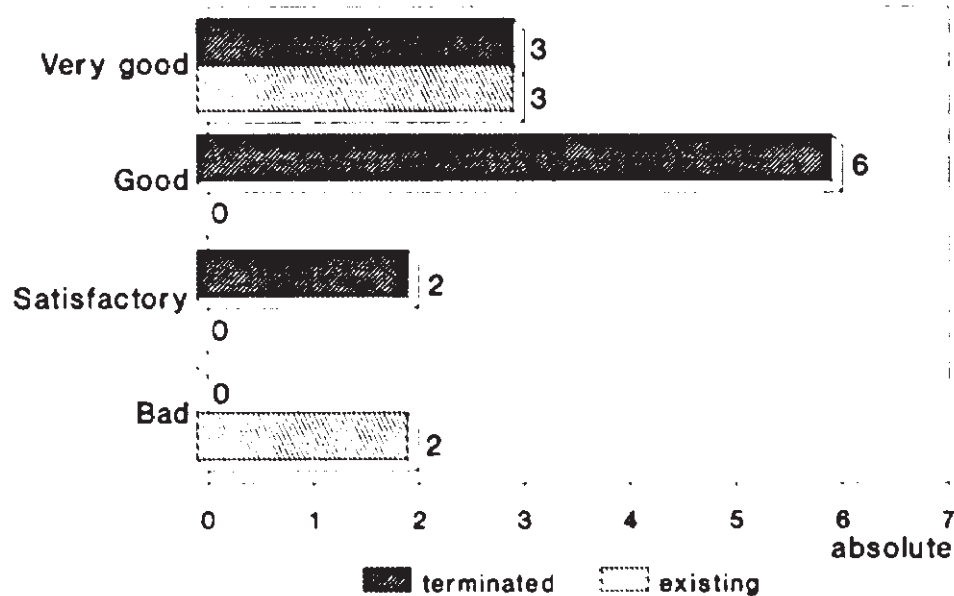 Very good
3
3
Good
6
0
Satisfactory
2
0
Bad
0
2
0 1 2 3 4 5 6 7
absolute
terminated existing